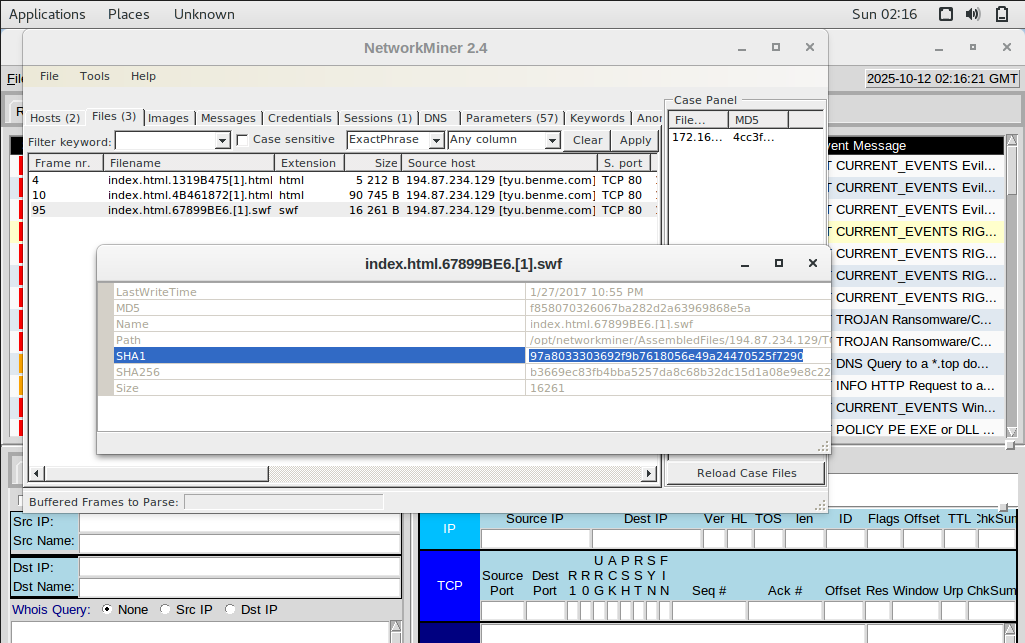 Applications Places Unknown Sun 02:16
NetworkMiner 2.4
File Tools Help
2025-10-12 02:16:21 GMT
Hosts (2) Files (3) Images Messages Credentials Sessions (1) DNS Parameters (57) Keywords Anor
Filter keyword: Case sensitive ExactPhrase Any column Clear Apply
Frame nr. Filename Extension Size Source host S. port
4 index.html.1319B475[1].html html 5 212 B 194.87.234.129 [tyu.benme.com] TCP 80
10 index.html.4B461872[1].html html 90 745 B 194.87.234.129 [tyu.benme.com] TCP 80
95 index.html.67899BE6.[1].swf swf 16 261 B 194.87.234.129 [tyu.benme.com] TCP 80
Case Panel
File... MD5
172.16... 4cc3f...
vent Message
T CURRENT_EVENTS Evil...
T CURRENT_EVENTS Evil...
T CURRENT_EVENTS Evil...
T CURRENT_EVENTS RIG...
T CURRENT_EVENTS RIG...
T CURRENT_EVENTS RIG...
T CURRENT_EVENTS RIG...
TROJAN Ransomware/C...
TROJAN Ransomware/C...
DNS Query to a *.top do...
INFO HTTP Request to a...
CURRENT_EVENTS Win...
POLICY PE EXE or DLL ...
index.html.67899BE6.[1].swf
LastWriteTime 1/27/2017 10:55 PM
MD5 f858070326067ba282d2a63969868e5a
Name index.html.67899BE6.[1].swf
Path /opt/networkminer/AssembledFiles/194.87.234.129/TC
SHA1 97a8033303692f9b7618056e49a24470525f7290
SHA256 b3669ec83fb4bba5257da8c68b32dc15d1a08e9e8c22
Size 16261
Reload Case Files
Buffered Frames to Parse:
Src IP:
Src Name:
Dst IP:
Dst Name:
Whois Query: None Src IP Dst IP
IP Source IP Dest IP Ver HL TOS len ID Flags Offset TTL ChkSum
TCP Source Port Dest Port R1 R0 URG ACK PSH RST SYN FIN Seq # Ack # Offset Res Window Urp ChkSum